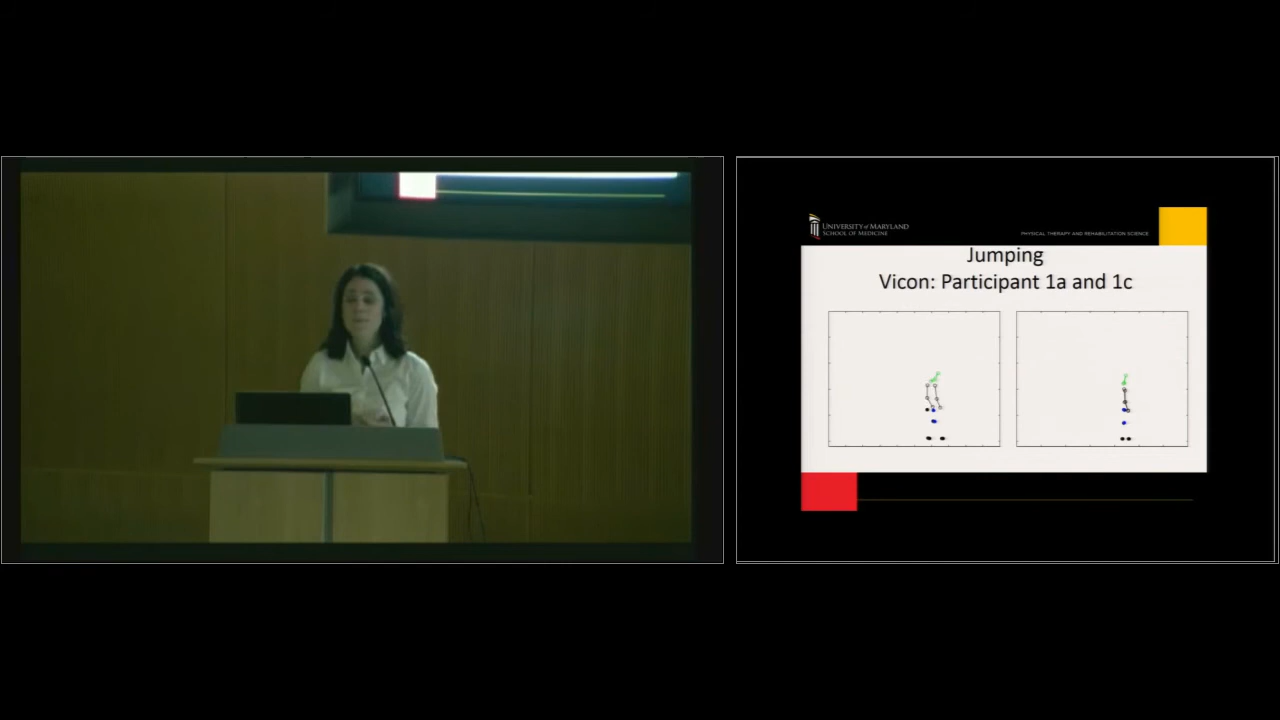 UNIVERSITY of MARYLAND
SCHOOL OF MEDICINE
PHYSICAL THERAPY AND REHABILITATION SCIENCE
Jumping
Vicon: Participant 1a and 1c